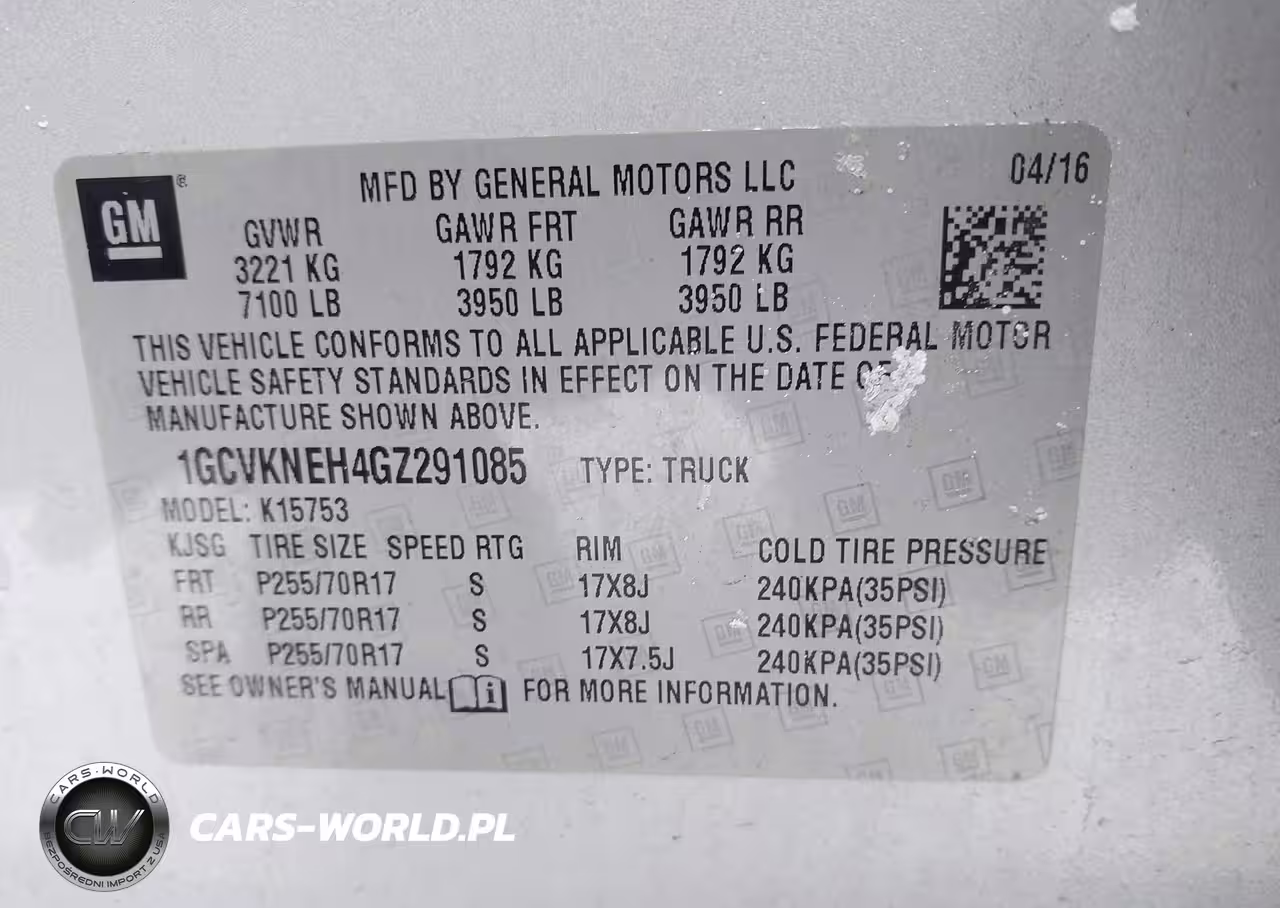 GM ® MFD BY GENERAL MOTORS LLC 04/16
GVWR GAWR FRT GAWR RR
3221 KG 1792 KG 1792 KG
7100 LB 3950 LB 3950 LB
THIS VEHICLE CONFORMS TO ALL APPLICABLE U.S. FEDERAL MOTOR
VEHICLE SAFETY STANDARDS IN EFFECT ON THE DATE OF
MANUFACTURE SHOWN ABOVE.
1GCVKNEH4GZ291085 TYPE: TRUCK
MODEL: K15753
KJSG TIRE SIZE SPEED RTG RIM COLD TIRE PRESSURE
FRT P255/70R17 S 17X8J 240KPA(35PSI)
RR P255/70R17 S 17X8J 240KPA(35PSI)
SPA P255/70R17 S 17X7.5J 240KPA(35PSI)
SEE OWNER'S MANUAL i FOR MORE INFORMATION.
CARS-WORLD
CW
BEZPOŚREDNI IMPORT Z USA
CARS-WORLD.PL